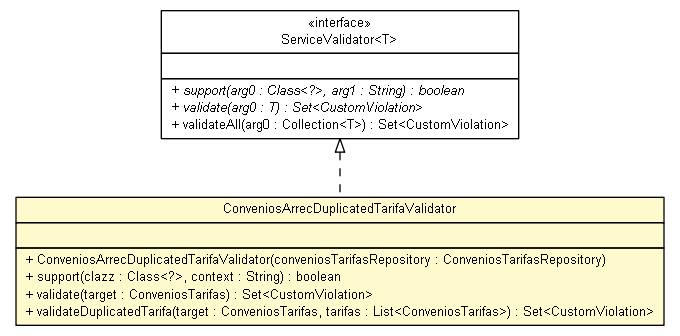 «interface»
ServiceValidator<T>
+ support(arg0 : Class<?>, arg1 : String) : boolean
+ validate(arg0 : T) : Set<CustomViolation>
+ validateAll(arg0 : Collection<T>) : Set<CustomViolation>
ConveniosArrecDuplicatedTarifaValidator
+ ConveniosArrecDuplicatedTarifaValidator(conveniosTarifasRepository : ConveniosTarifasRepository)
+ support(clazz : Class<?>, context : String) : boolean
+ validate(target : ConveniosTarifas) : Set<CustomViolation>
+ validateDuplicatedTarifa(target : ConveniosTarifas, tarifas : List<ConveniosTarifas>) : Set<CustomViolation>